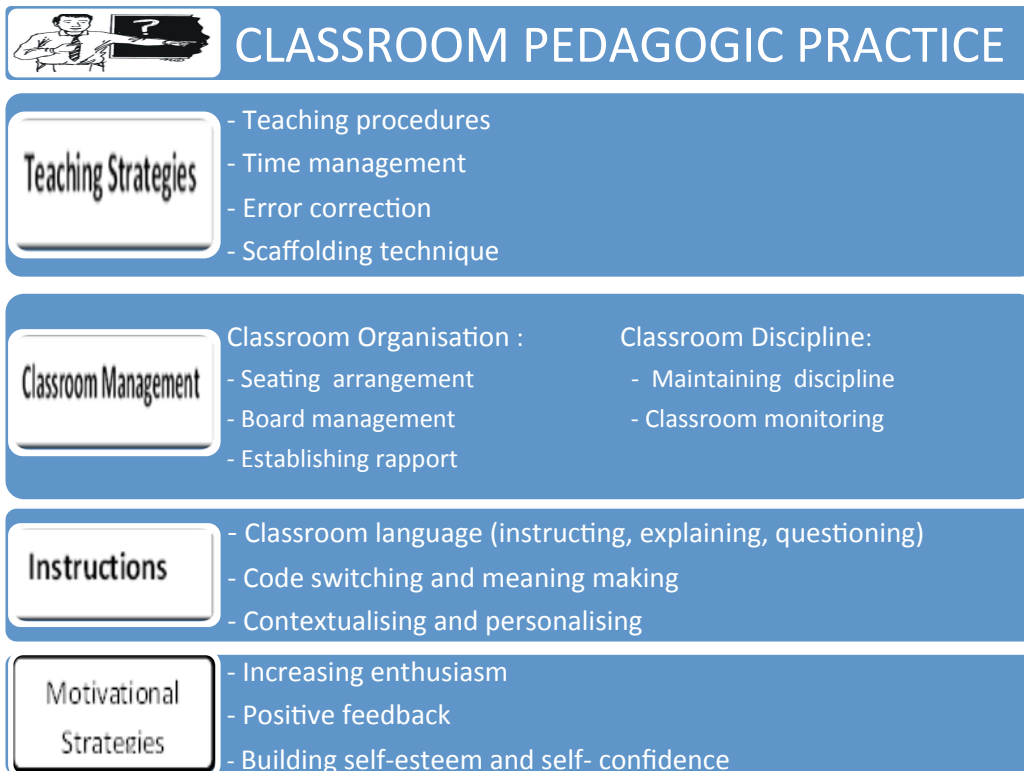 ?
CLASSROOM PEDAGOGIC PRACTICE
Teaching Strategies
- Teaching procedures
- Time management
- Error correction
- Scaffolding technique
Classroom Management
Classroom Organisation :
- Seating arrangement
- Board management
- Establishing rapport
Classroom Discipline:
- Maintaining discipline
- Classroom monitoring
Instructions
- Classroom language (instructing, explaining, questioning)
- Code switching and meaning making
- Contextualising and personalising
Motivational
Strategies
- Increasing enthusiasm
- Positive feedback
- Building self-esteem and self- confidence